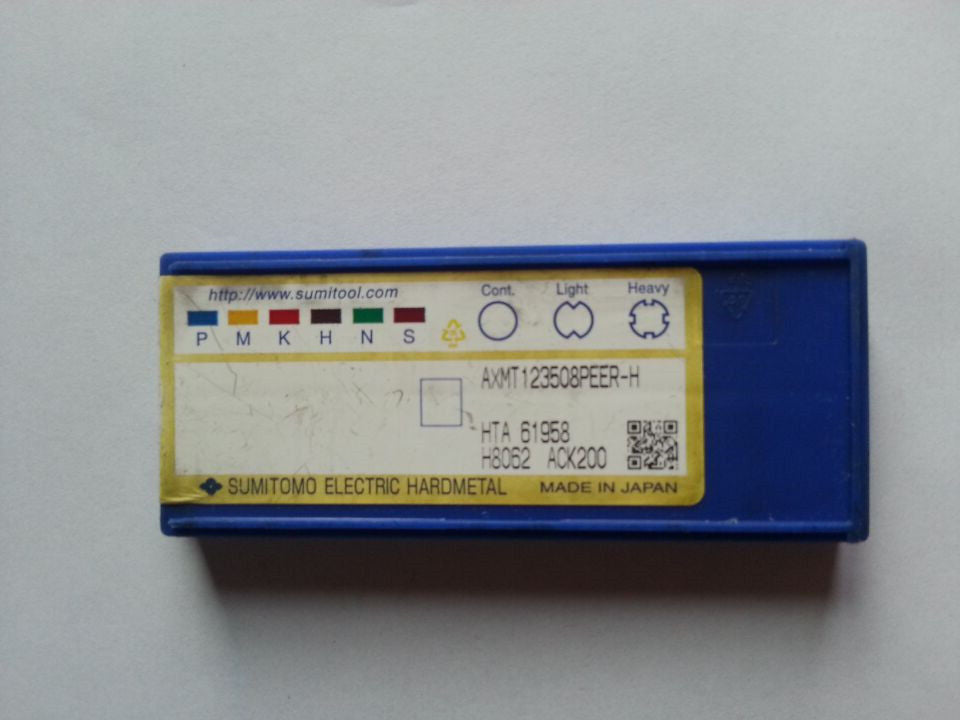 http://www.sumitool.com
Cont. Light Heavy
P M K H N S
AXMT123508PEER-H
HTA 61958
H8052 ACK200
SUMITOMO ELECTRIC HARDMETAL MADE IN JAPAN